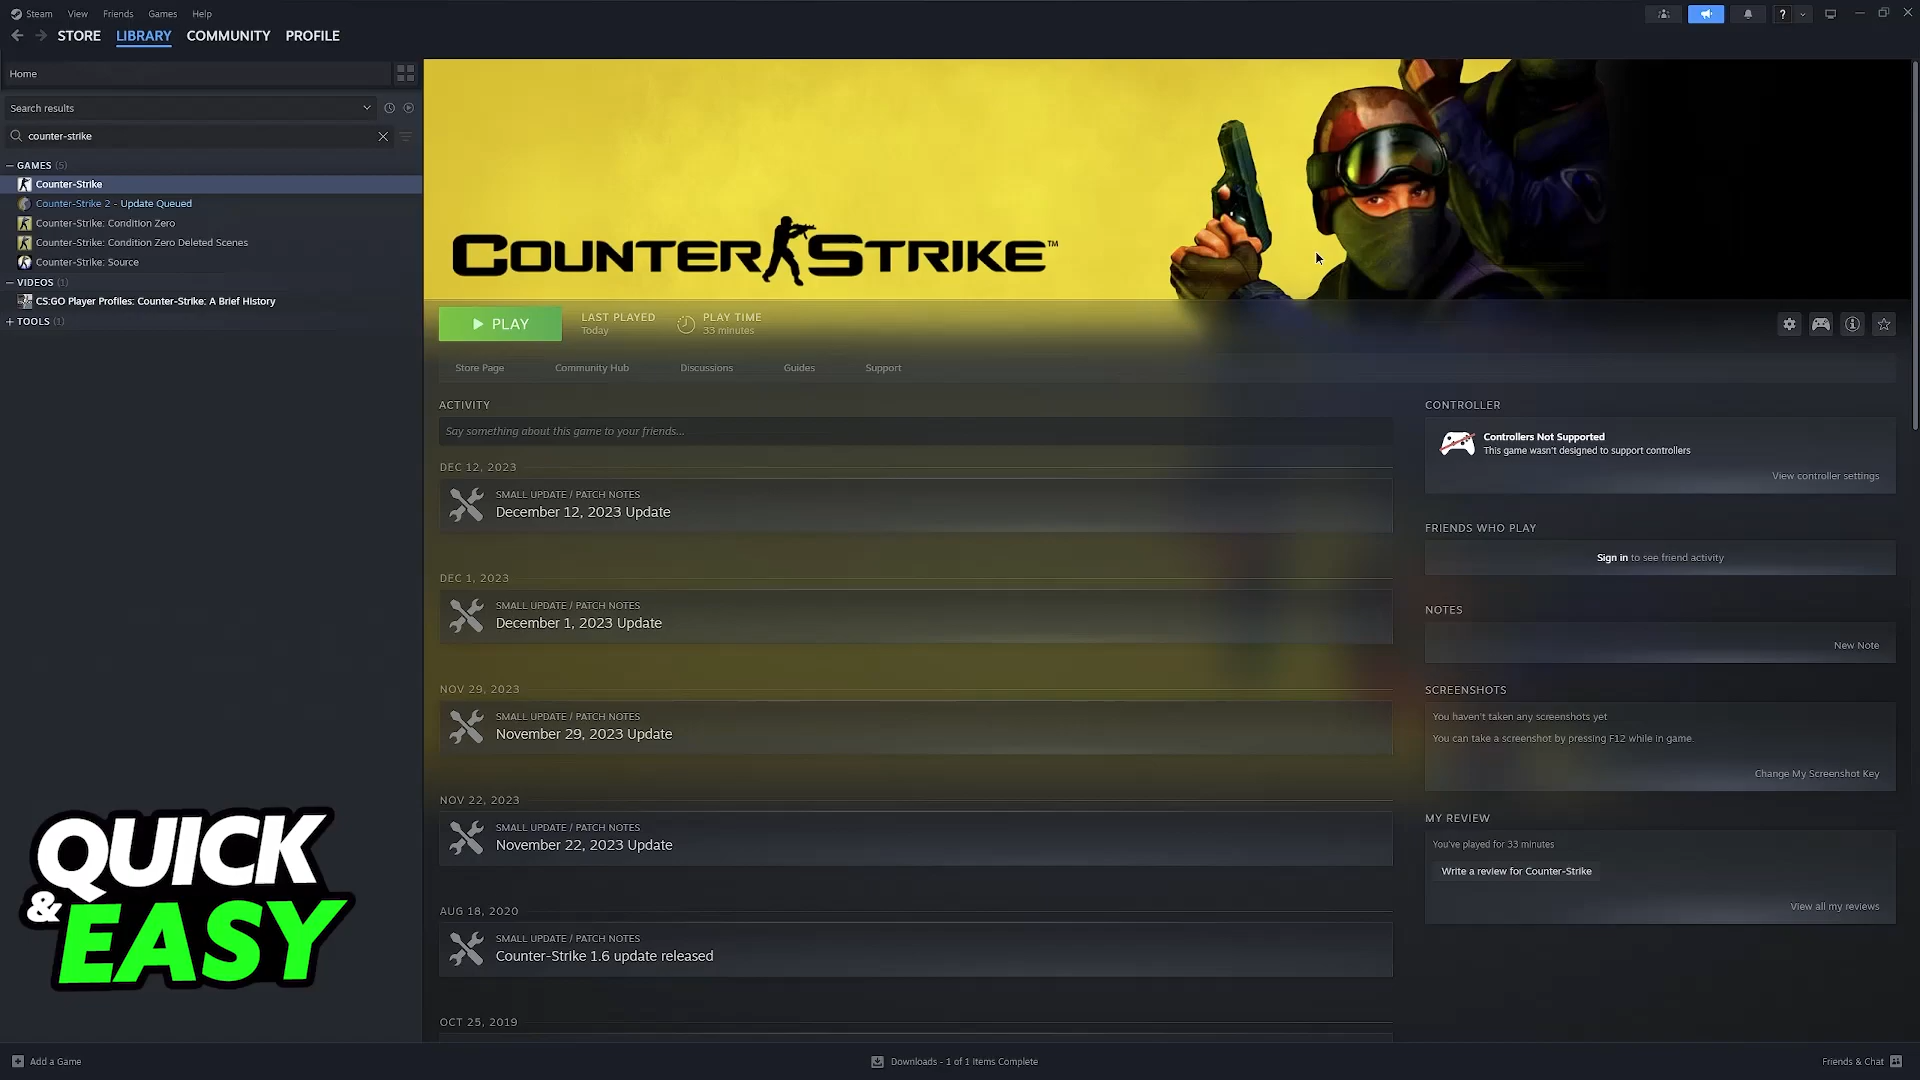 Steam View Friends Games Help
STORE LIBRARY COMMUNITY PROFILE
Home
Search results
counter-strike
GAMES (5)
Counter-Strike
Counter-Strike 2 - Update Queued
Counter-Strike: Condition Zero
Counter-Strike: Condition Zero Deleted Scenes
Counter-Strike: Source
VIDEOS (1)
CS:GO Player Profiles: Counter-Strike: A Brief History
TOOLS (1)
QUICK
& EASY
COUNTER STRIKE™
PLAY
LAST PLAYED
Today
PLAY TIME
33 minutes
Store Page Community Hub Discussions Guides Support
ACTIVITY
Say something about this game to your friends...
DEC 12, 2023
SMALL UPDATE / PATCH NOTES
December 12, 2023 Update
DEC 1, 2023
SMALL UPDATE / PATCH NOTES
December 1, 2023 Update
NOV 29, 2023
SMALL UPDATE / PATCH NOTES
November 29, 2023 Update
NOV 22, 2023
SMALL UPDATE / PATCH NOTES
November 22, 2023 Update
AUG 18, 2020
SMALL UPDATE / PATCH NOTES
Counter-Strike 1.6 update released
OCT 25, 2019
CONTROLLER
Controllers Not Supported
This game wasn't designed to support controllers
View controller settings
FRIENDS WHO PLAY
Sign in to see friend activity
NOTES
New Note
SCREENSHOTS
You haven't taken any screenshots yet
You can take a screenshot by pressing F12 while in game.
Change My Screenshot Key
MY REVIEW
You've played for 33 minutes
Write a review for Counter-Strike
View all my reviews
Add a Game
Downloads - 1 of 1 Items Complete
Friends & Chat